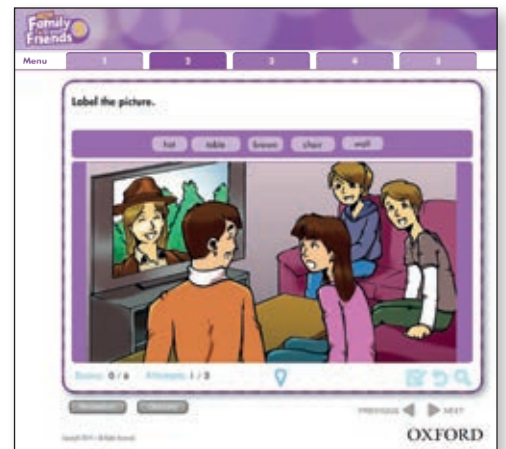 Family
Friends
Menu 1 2 3 4 5
Label the picture.
hat table brown chair wall
Score: 0 / 6 Attempts: 1 / 3
PREVIOUS NEXT
OXFORD